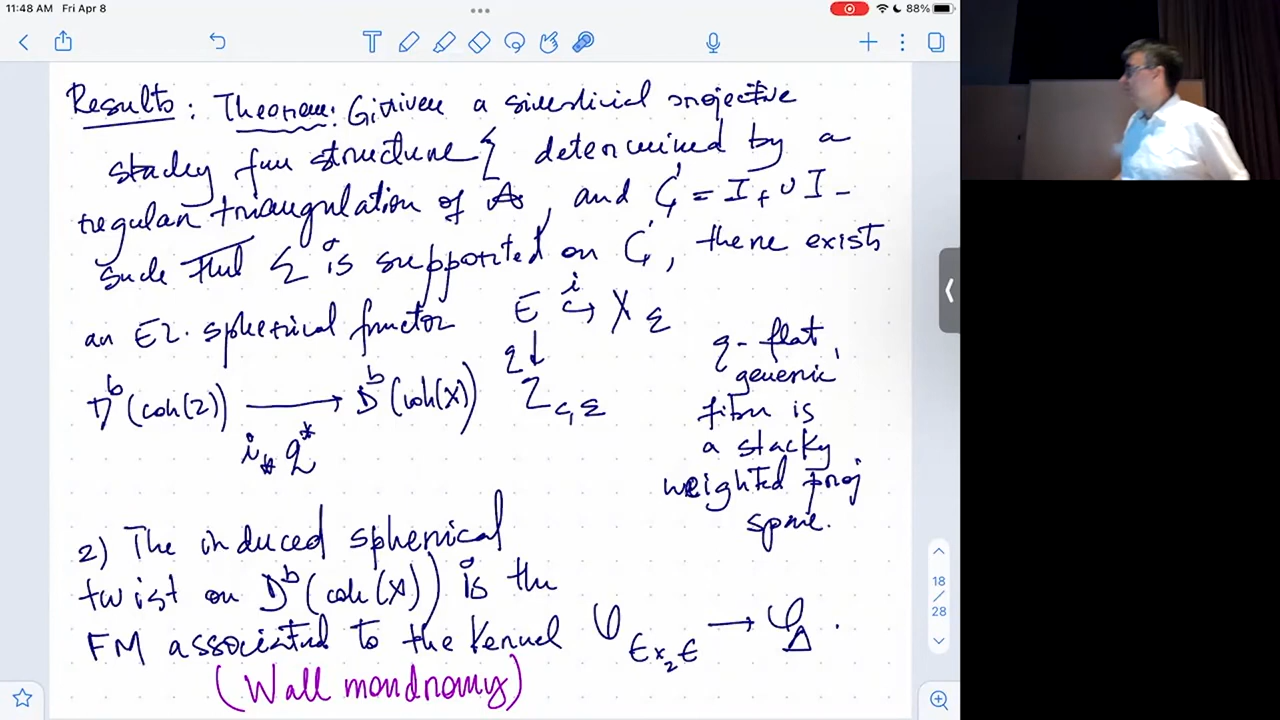 11:48 AM Fri Apr 8
88%
Results : Theorem: Given a simplicial projective
stacky fan structure Σ determined by a
regular triangulation of A, and C = I₊ ∪ I₋
such that Σ is supported on C, there exists
an EZ-spherical functor
E ↪ X_Σ
i
q ↓
Z_{C,Σ}
D^b(coh(Z)) ⟶ D^b(coh(X))
i_* q^*
q - flat,
generic
fiber is
a stacky
weighted proj
space.
2) The induced spherical
twist on D^b(coh(X)) is the
FM associated to the kernel O_{E×_Z E} → O_Δ.
(Wall monodromy)
18
/
28